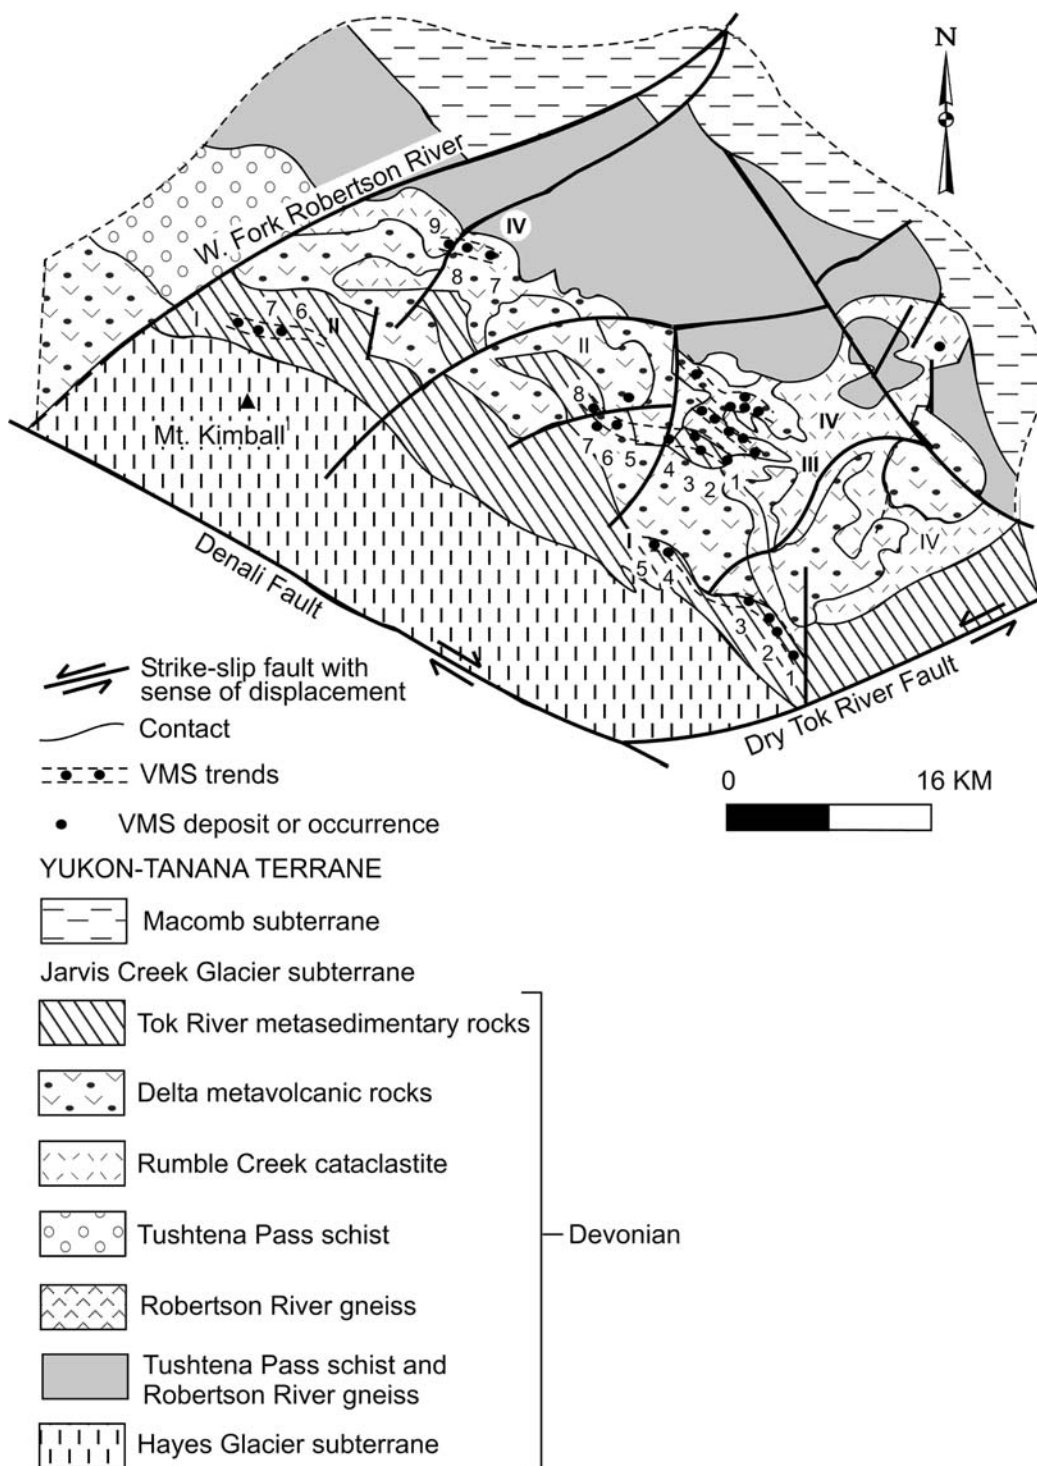 N
W. Fork Robertson River
9
IV
8
7
I
7
6
II
II
Mt. Kimball
8
7
6
5
4
3
2
1
IV
III
IV
I
5
4
3
2
1
Denali Fault
Dry Tok River Fault
Strike-slip fault with
sense of displacement
Contact
VMS trends
VMS deposit or occurrence
0
16 KM
YUKON-TANANA TERRANE
Macomb subterrane
Jarvis Creek Glacier subterrane
Tok River metasedimentary rocks
Delta metavolcanic rocks
Rumble Creek cataclastite
Tushtena Pass schist
Devonian
Robertson River gneiss
Tushtena Pass schist and
Robertson River gneiss
Hayes Glacier subterrane